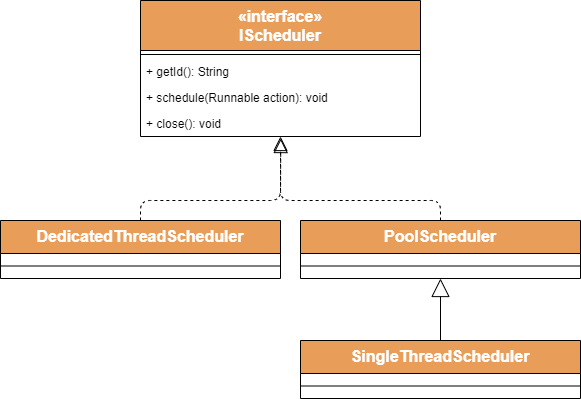 «interface»
IScheduler
+ getId(): String
+ schedule(Runnable action): void
+ close(): void
DedicatedThreadScheduler
PoolScheduler
SingleThreadScheduler